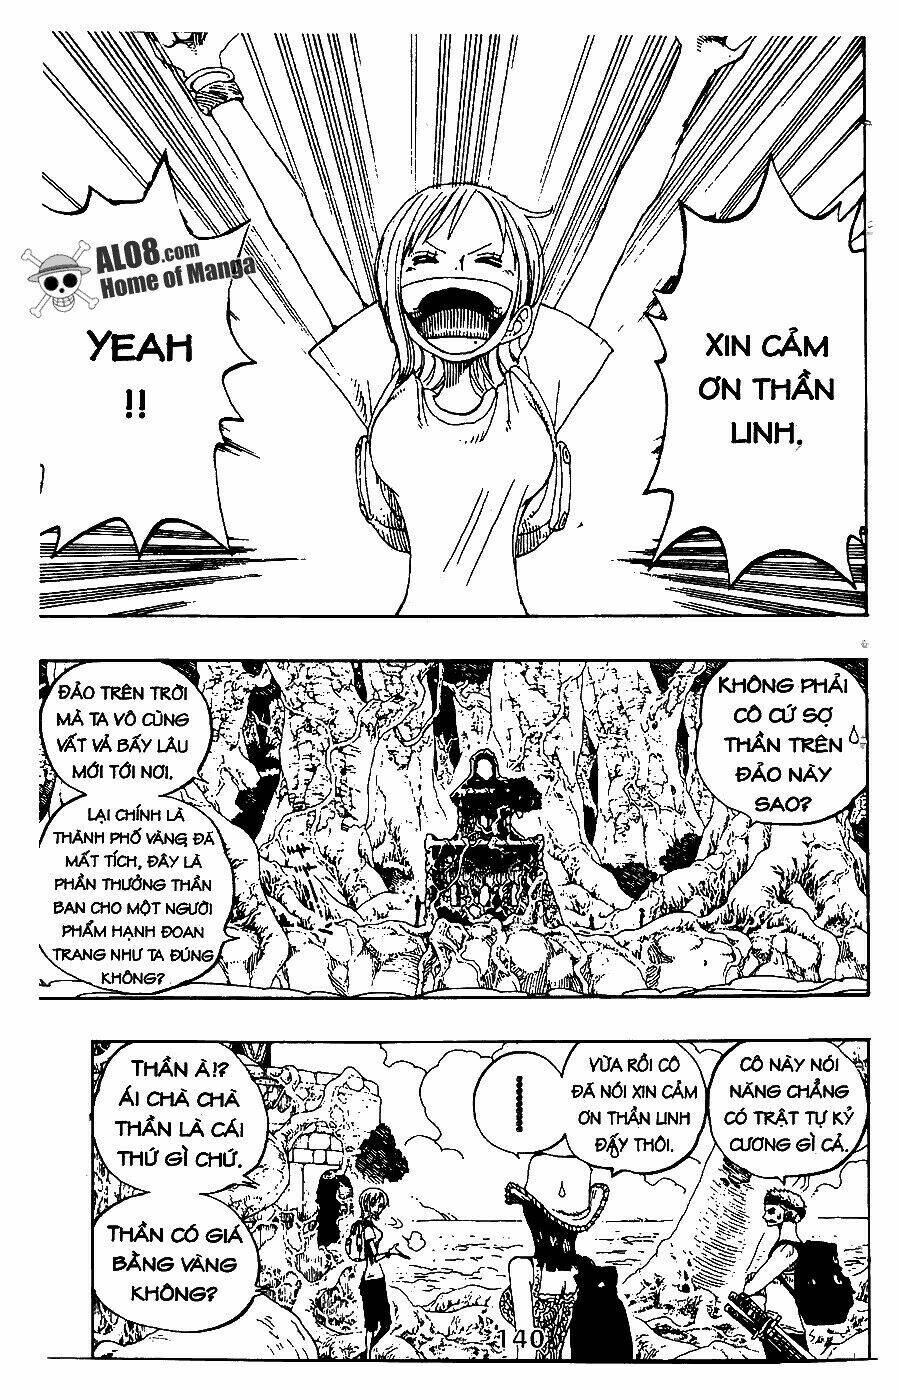 XIN CẢM
ƠN THẦN
LINH.
YEAH
!!
AL08.com
Home of Manga
KHÔNG PHẢI
CÔ CỨ SỢ
THẦN TRÊN
ĐẢO NÀY
SAO?
ĐẢO TRÊN TRỜI
MÀ TA VÔ CÙNG
VẤT VẢ BẤY LÂU
MỚI TỚI NƠI.
LẠI CHÍNH LÀ
THÀNH PHỐ VÀNG ĐÃ
MẤT TÍCH, ĐÂY LÀ
PHẦN THƯỞNG THẦN
BAN CHO MỘT NGƯỜI
PHẨM HẠNH ĐOAN
TRANG NHƯ TA ĐÚNG
KHÔNG?
CÔ NÀY NÓI
NĂNG CHẲNG
CÓ TRẬT TỰ KỶ
CƯƠNG GÌ CẢ.
VỪA RỒI CÔ
ĐÃ NÓI XIN CẢM
ƠN THẦN LINH
ĐẤY THÔI.
.........
THẦN À!?
ÁI CHÀ CHÀ
THẦN LÀ CÁI
THỨ GÌ CHỨ.
THẦN CÓ GIÁ
BẰNG VÀNG
KHÔNG?
140